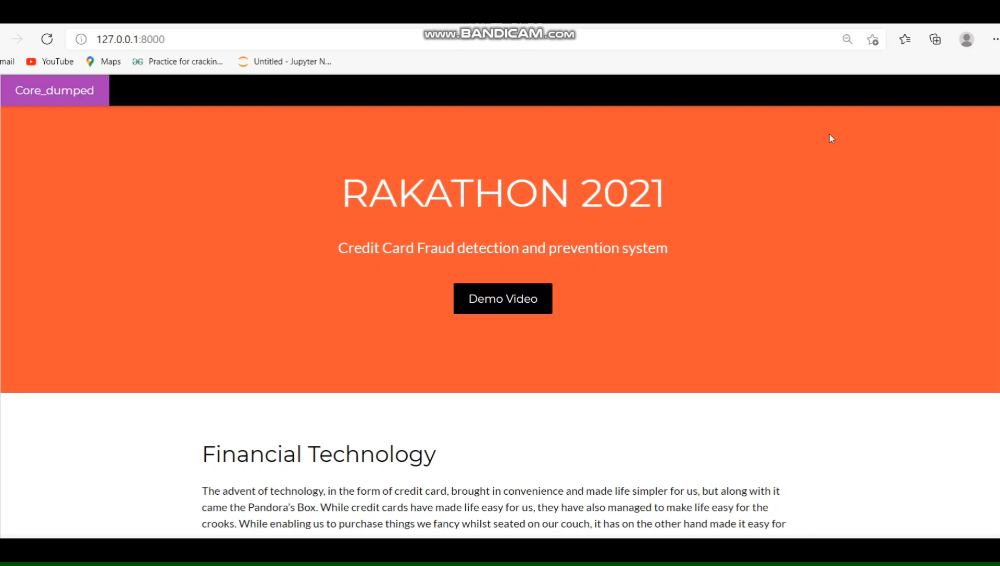 www.BANDICAM.com
127.0.0.1:8000
mail YouTube Maps Practice for crackin... Untitled - Jupyter N...
Core_dumped
RAKATHON 2021
Credit Card Fraud detection and prevention system
Demo Video
Financial Technology
The advent of technology, in the form of credit card, brought in convenience and made life simpler for us, but along with it
came the Pandora’s Box. While credit cards have made life easy for us, they have also managed to make life easy for the
crooks. While enabling us to purchase things we fancy whilst seated on our couch, it has on the other hand made it easy for